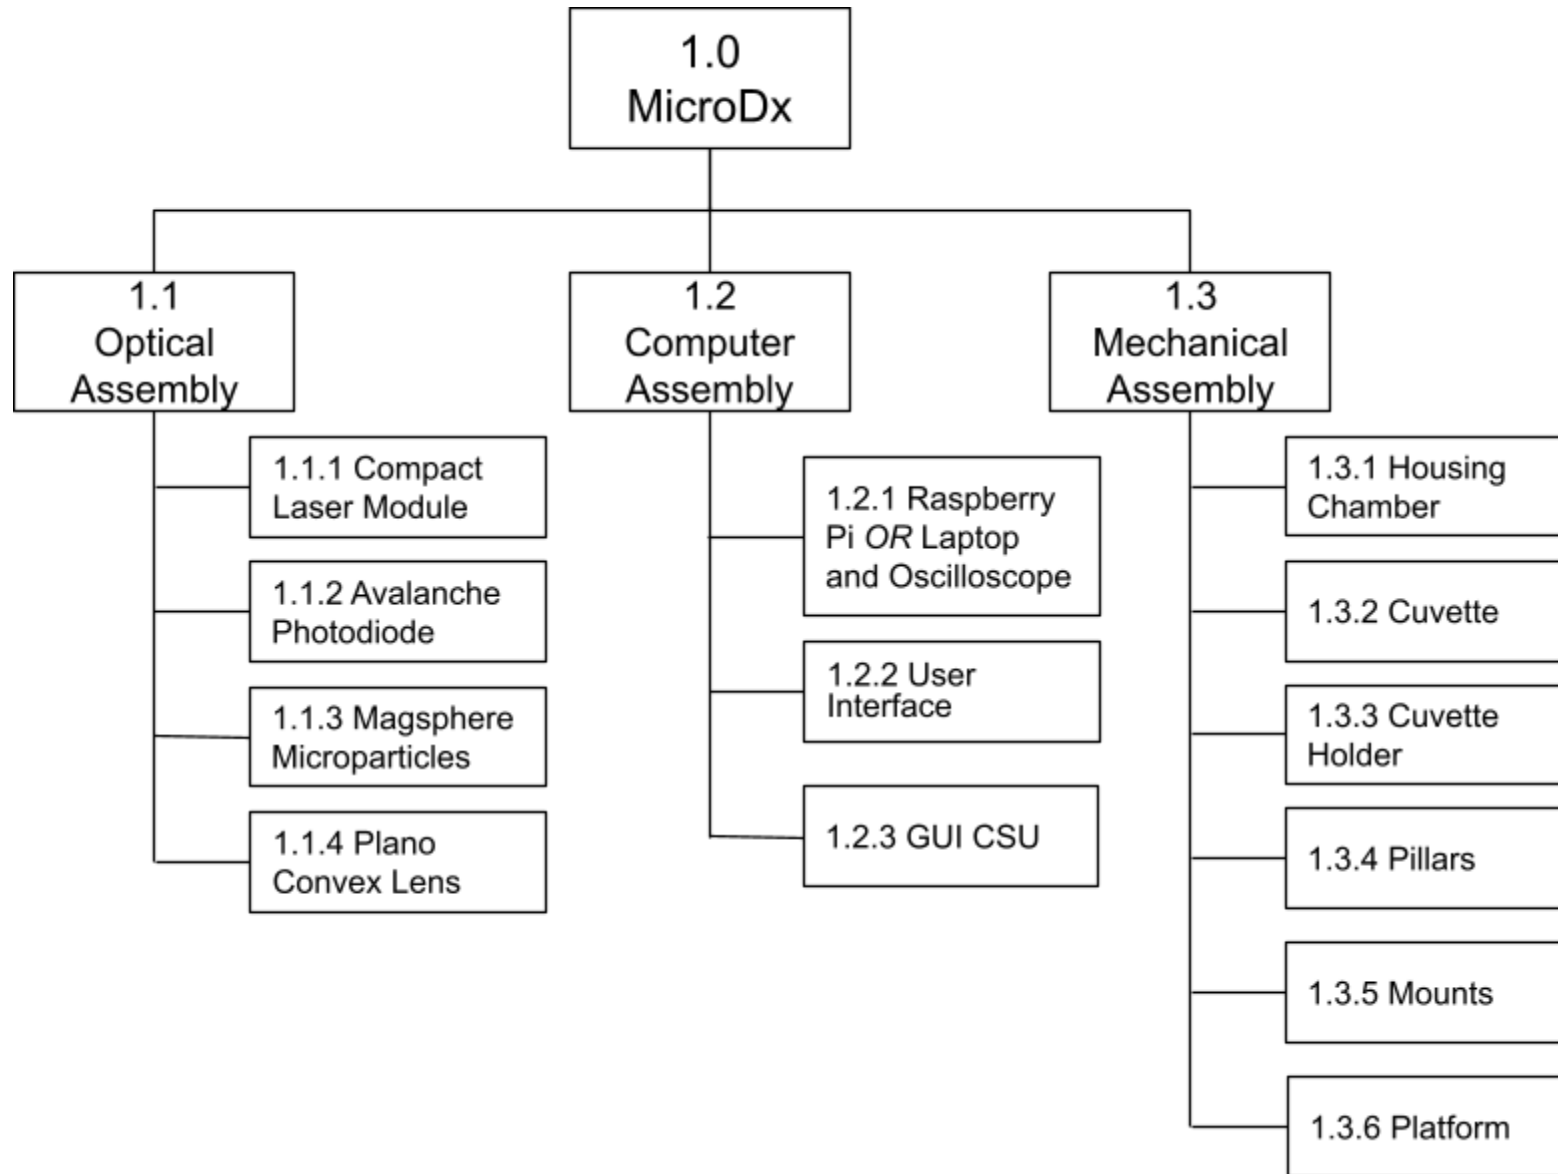 1.0
MicroDx
1.1
Optical
Assembly
1.1.1 Compact
Laser Module
1.1.2 Avalanche
Photodiode
1.1.3 Magsphere
Microparticles
1.1.4 Plano
Convex Lens
1.2
Computer
Assembly
1.2.1 Raspberry
Pi OR Laptop
and Oscilloscope
1.2.2 User
Interface
1.2.3 GUI CSU
1.3
Mechanical
Assembly
1.3.1 Housing
Chamber
1.3.2 Cuvette
1.3.3 Cuvette
Holder
1.3.4 Pillars
1.3.5 Mounts
1.3.6 Platform